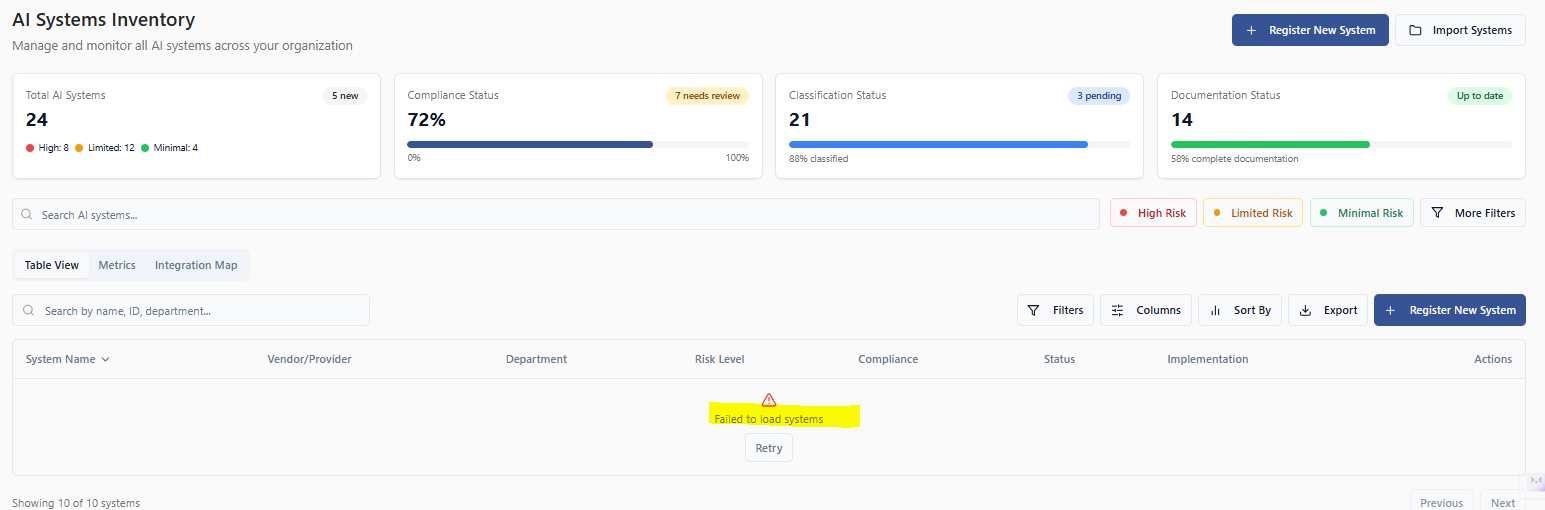 AI Systems Inventory
Manage and monitor all AI systems across your organization
Register New System
Import Systems
Total AI Systems
5 new
24
High: 8 Limited: 12 Minimal: 4
Compliance Status
7 needs review
72%
0% 100%
Classification Status
3 pending
21
88% classified
Documentation Status
Up to date
14
58% complete documentation
Search AI systems...
High Risk
Limited Risk
Minimal Risk
More Filters
Table View Metrics Integration Map
Search by name, ID, department...
Filters
Columns
Sort By
Export
Register New System
System Name Vendor/Provider Department Risk Level Compliance Status Implementation Actions
Failed to load systems
Retry
Showing 10 of 10 systems
Previous Next